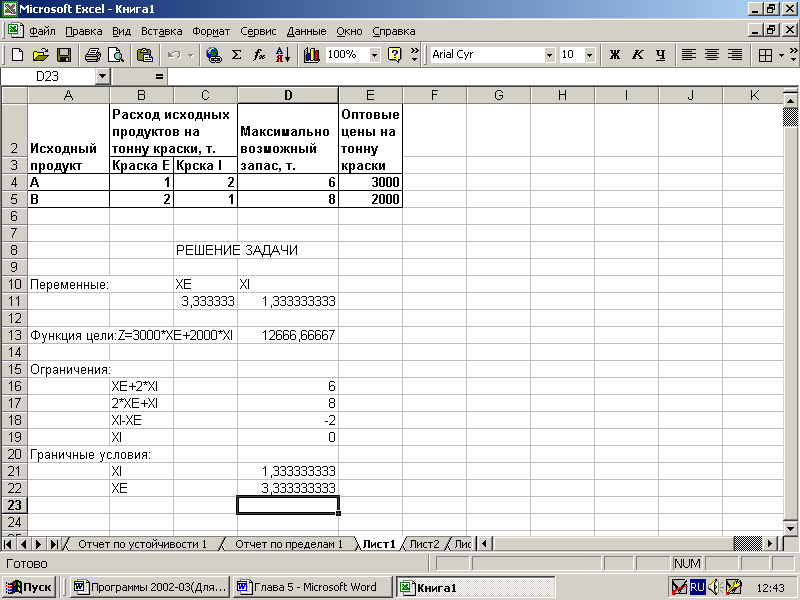 Microsoft Excel - Книга1
Файл Правка Вид Вставка Формат Сервис Данные Окно Справка
100% Arial Cyr 10 Ж К Ч
D23 =
A B C D E F G H I J K
Расход исходных Оптовые
продуктов на Максимально цены на
2 Исходный тонну краски, т. возможный тонну
3 продукт Краска E Крска I запас, т. краски
4 A 1 2 6 3000
5 B 2 1 8 2000
6
7
8 РЕШЕНИЕ ЗАДАЧИ
9
10 Переменные: XE XI
11 3,333333 1,333333333
12
13 Функция цели:Z=3000*XE+2000*XI 12666,66667
14
15 Ограничения:
16 XE+2*XI 6
17 2*XE+XI 8
18 XI-XE -2
19 XI 0
20 Граничные условия:
21 XI 1,333333333
22 XE 3,333333333
23
24
Отчет по устойчивости 1 Отчет по пределам 1 Лист1 Лист2 Лис
Готово NUM
Пуск Программы 2002-03(Для... Глава 5 - Microsoft Word Книга1 RU 12:43